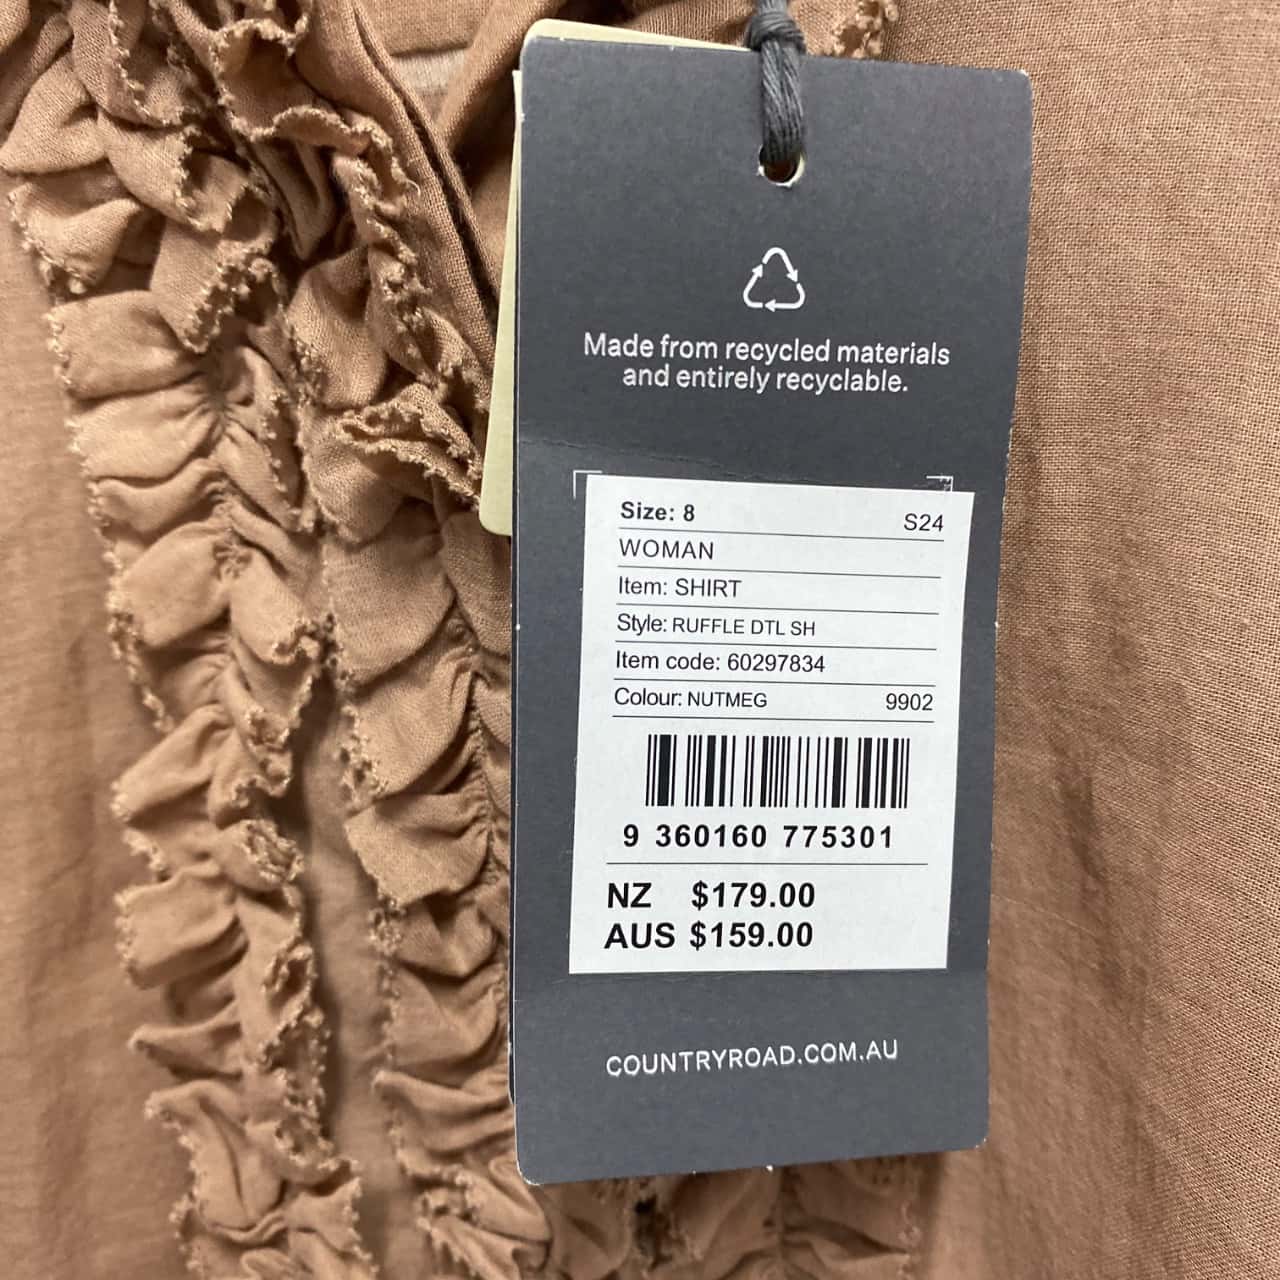 Made from recycled materials
and entirely recyclable.
Size: 8 S24
WOMAN
Item: SHIRT
Style: RUFFLE DTL SH
Item code: 60297834
Colour: NUTMEG 9902
9 360160 775301
NZ $179.00
AUS $159.00
COUNTRYROAD.COM.AU